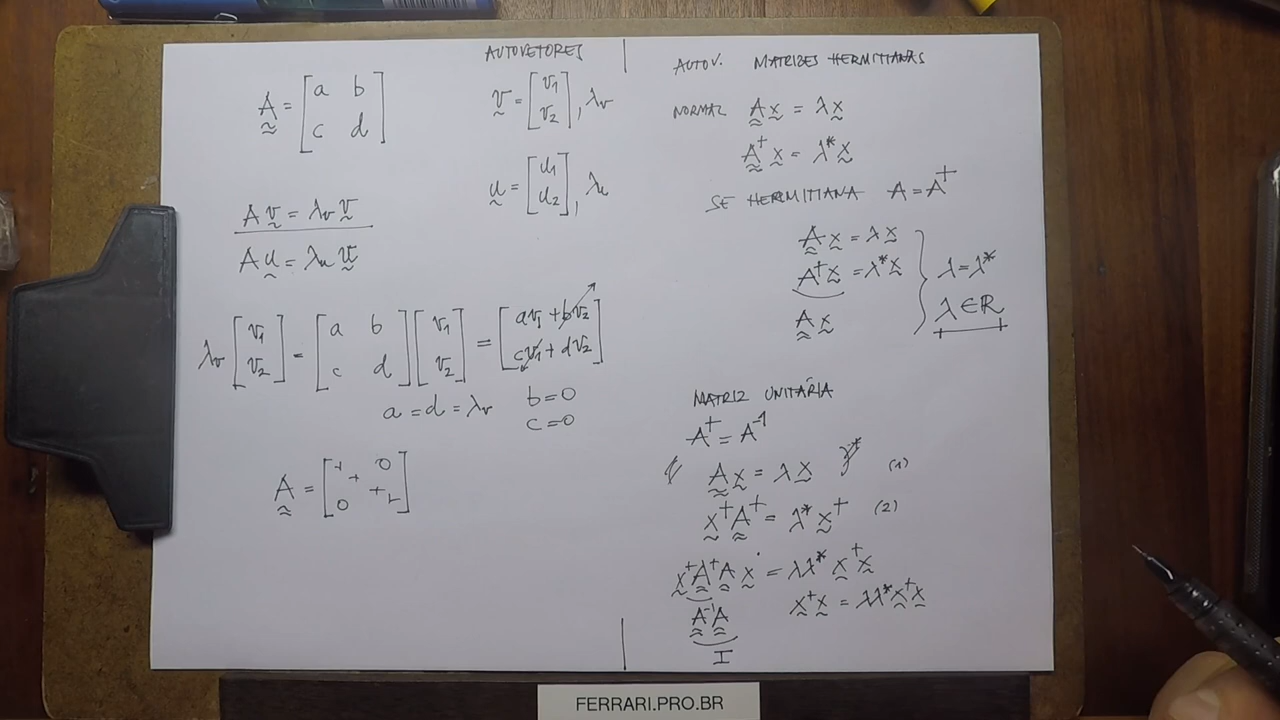 AUTOVETORES
A = [a b
c d]
v = [v1
v2], λv
u = [u1
u2], λu
A v = λv v
A u = λu v
λv [v1
v2] = [a b
c d] [v1
v2] = [av1 + bv2
cv1 + dv2]
a = d = λv
b = 0
c = 0
A = [+ 0
+
0 +]
AUTOV. MATRIZES HERMITIANAS
NORMAL A x = λ x
A† x = λ* x
SE HERMITIANA A = A†
A x = λ x
A† x = λ* x
A x
λ = λ*
λ ∈ R
MATRIZ UNITÁRIA
A† = A⁻¹
A x = λ x (1)
x† A† = λ* x† (2)
x† A† A x = λλ* x† x
A⁻¹ A
I
x† x = λλ* x† x
FERRARI.PRO.BR